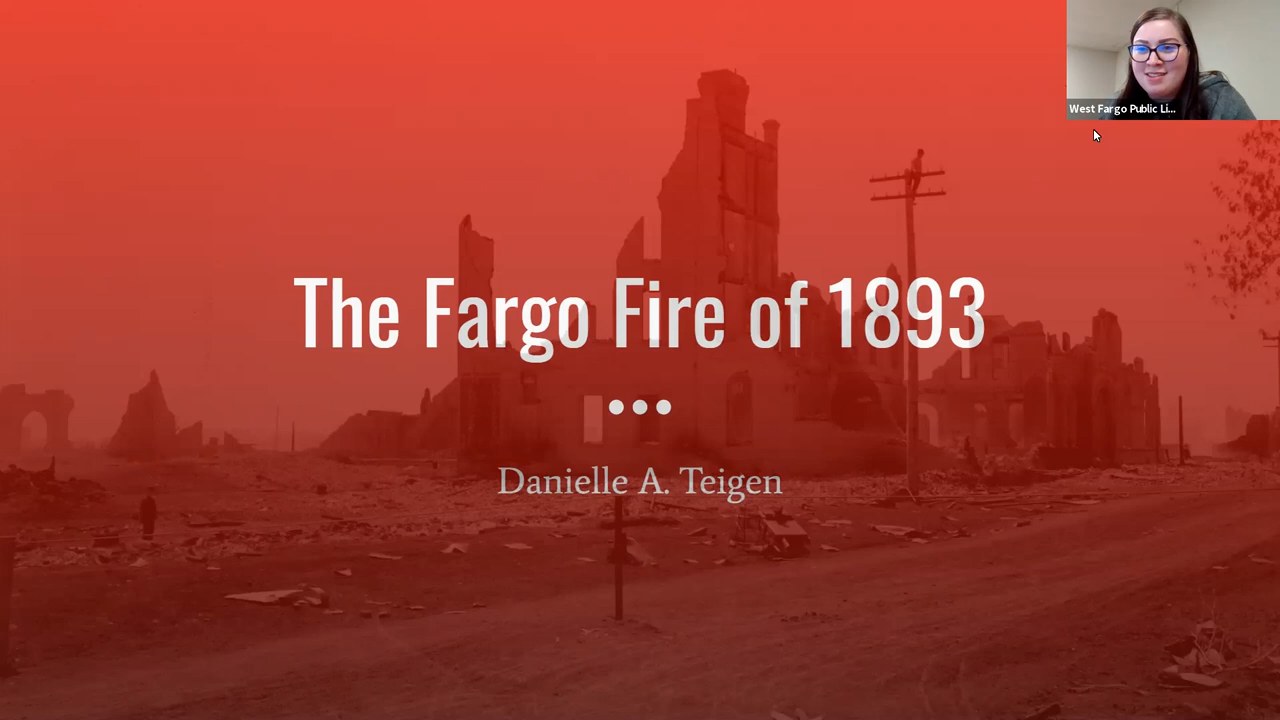 West Fargo Public Li...
The Fargo Fire of 1893
Danielle A. Teigen